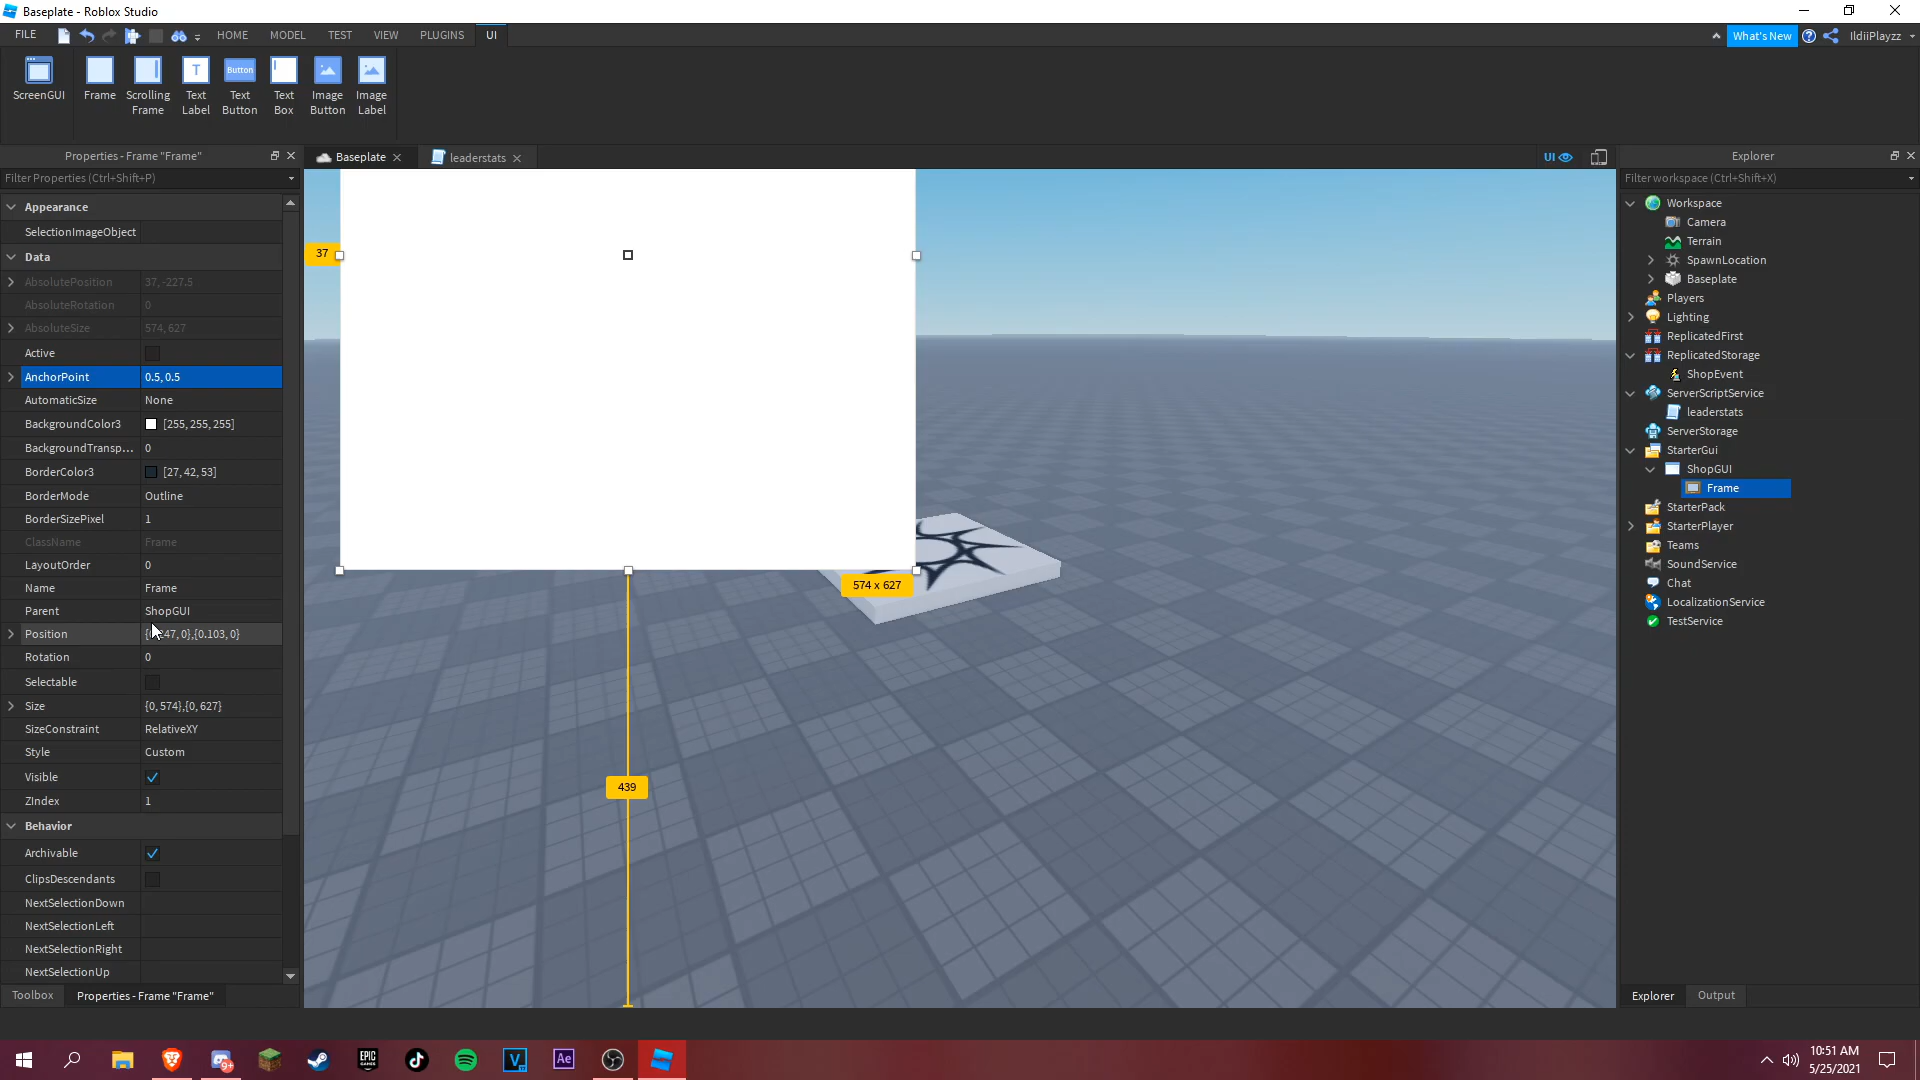 Baseplate - Roblox Studio
FILE
HOME
MODEL
TEST
VIEW
PLUGINS
UI
What's New
IldiiPlayzz
ScreenGUI
Frame
Scrolling
Frame
T
Text
Label
Button
Text
Button
Text
Box
Image
Button
Image
Label
Properties - Frame "Frame"
Filter Properties (Ctrl+Shift+P)
Appearance
SelectionImageObject
Data
AbsolutePosition 37, -227.5
AbsoluteRotation 0
AbsoluteSize 574, 627
Active
AnchorPoint 0.5, 0.5
AutomaticSize None
BackgroundColor3 [255, 255, 255]
BackgroundTransp... 0
BorderColor3 [27, 42, 53]
BorderMode Outline
BorderSizePixel 1
ClassName Frame
LayoutOrder 0
Name Frame
Parent ShopGUI
Position 47, 0},{0.103, 0}
Rotation 0
Selectable
Size {0, 574},{0, 627}
SizeConstraint RelativeXY
Style Custom
Visible
ZIndex 1
Behavior
Archivable
ClipsDescendants
NextSelectionDown
NextSelectionLeft
NextSelectionRight
NextSelectionUp
Toolbox
Properties - Frame "Frame"
Baseplate
leaderstats
UI
37
574 x 627
439
Explorer
Filter workspace (Ctrl+Shift+X)
Workspace
Camera
Terrain
SpawnLocation
Baseplate
Players
Lighting
ReplicatedFirst
ReplicatedStorage
ShopEvent
ServerScriptService
leaderstats
ServerStorage
StarterGui
ShopGUI
Frame
StarterPack
StarterPlayer
Teams
SoundService
Chat
LocalizationService
TestService
Explorer
Output
9+
EPIC
GAMES
V
Ae
10:51 AM
5/25/2021